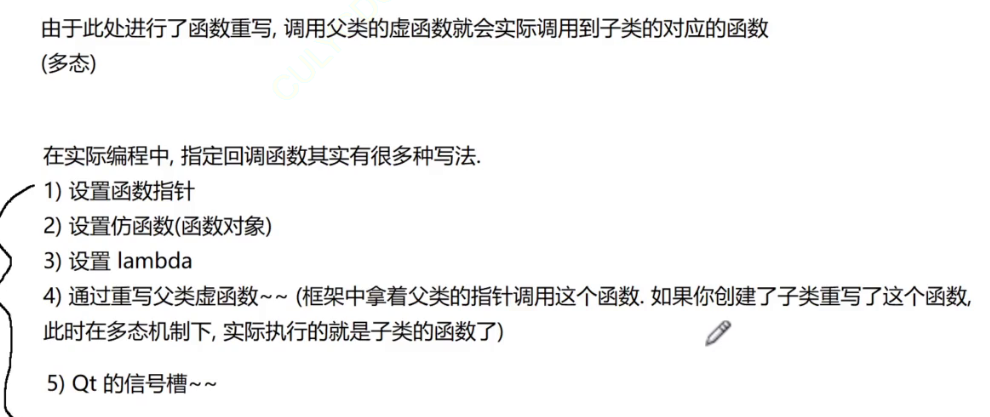 由于此处进行了函数重写, 调用父类的虚函数就会实际调用到子类的对应的函数
(多态)
在实际编程中, 指定回调函数其实有很多种写法.
1) 设置函数指针
2) 设置仿函数(函数对象)
3) 设置 lambda
4) 通过重写父类虚函数~~ (框架中拿着父类的指针调用这个函数. 如果你创建了子类重写了这个函数,
此时在多态机制下, 实际执行的就是子类的函数了)
5) Qt 的信号槽~~